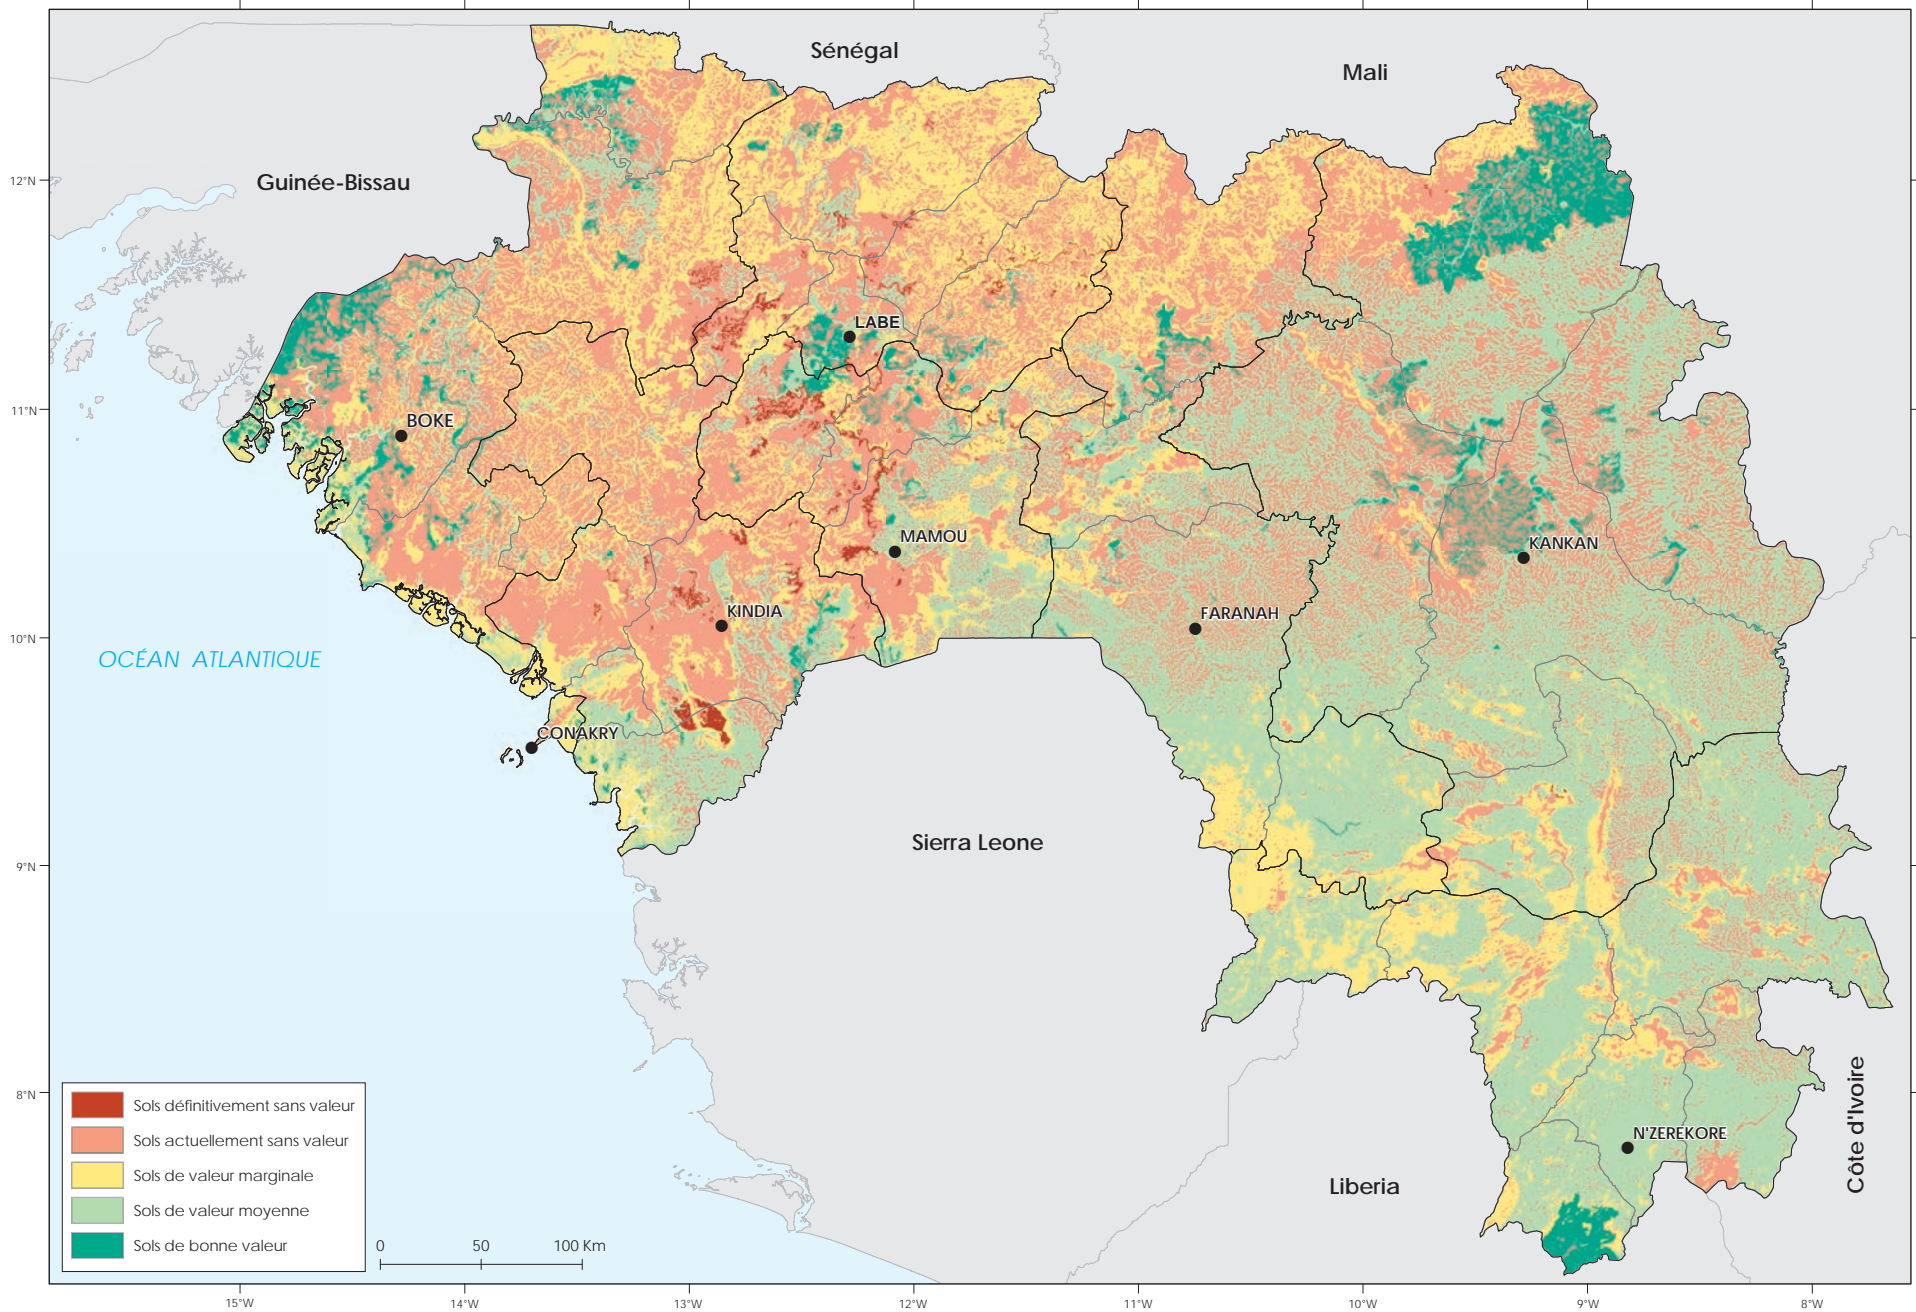 Sénégal
Mali
12°N
Guinée-Bissau
LABE
11°N
BOKE
MAMOU
KANKAN
KINDIA
FARANAH
10°N
OCÉAN ATLANTIQUE
CONAKRY
Sierra Leone
9°N
8°N
Côte d'Ivoire
N'ZEREKORE
Liberia
Sols définitivement sans valeur
Sols actuellement sans valeur
Sols de valeur marginale
Sols de valeur moyenne
Sols de bonne valeur
0 50 100 Km
15°W 14°W 13°W 12°W 11°W 10°W 9°W 8°W